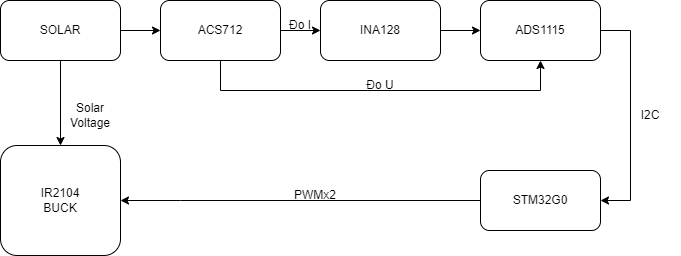 SOLAR
ACS712
Đo I
INA128
ADS1115
Đo U
Solar
Voltage
I2C
IR2104
BUCK
PWMx2
STM32G0